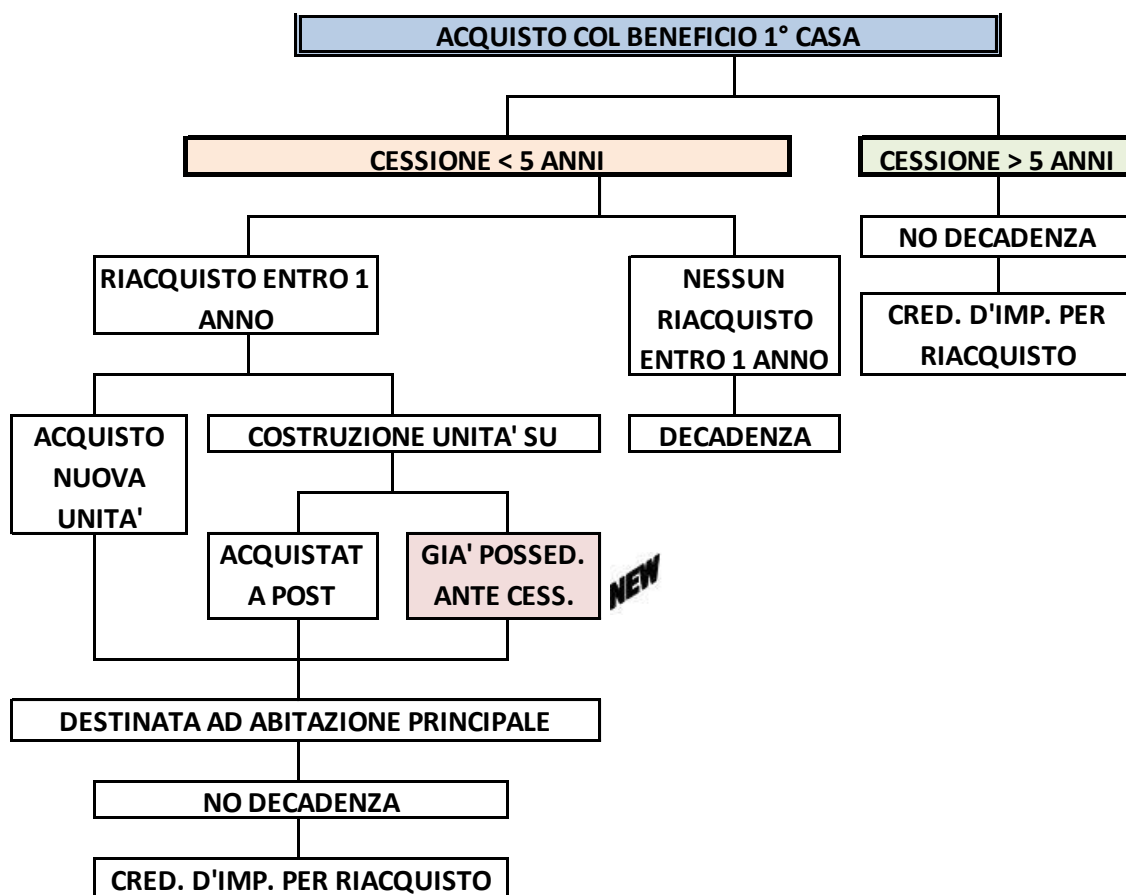 ACQUISTO COL BENEFICIO 1° CASA
CESSIONE < 5 ANNI
CESSIONE > 5 ANNI
RIACQUISTO ENTRO 1
ANNO
NESSUN
RIACQUISTO
ENTRO 1 ANNO
NO DECADENZA
CRED. D'IMP. PER
RIACQUISTO
ACQUISTO
NUOVA
UNITA'
COSTRUZIONE UNITA' SU
DECADENZA
ACQUISTAT
A POST
GIA' POSSED.
ANTE CESS.
NEW
DESTINATA AD ABITAZIONE PRINCIPALE
NO DECADENZA
CRED. D'IMP. PER RIACQUISTO